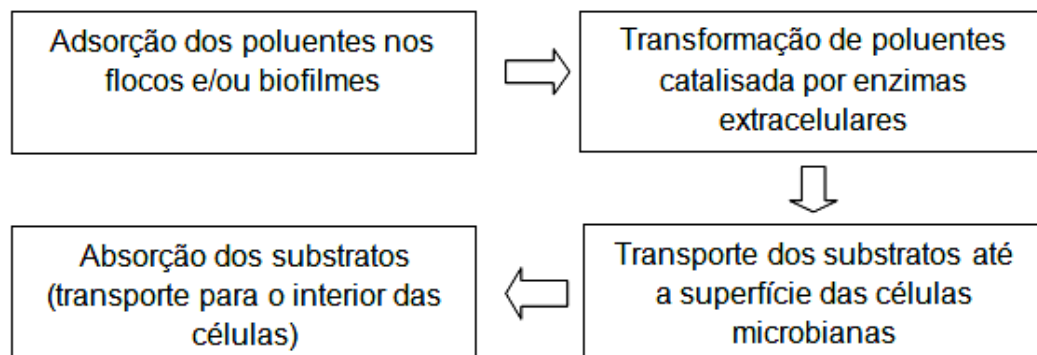 Adsorção dos poluentes nos
flocos e/ou biofilmes
Transformação de poluentes
catalisada por enzimas
extracelulares
Transporte dos substratos até
a superfície das células
microbianas
Absorção dos substratos
(transporte para o interior das
células)